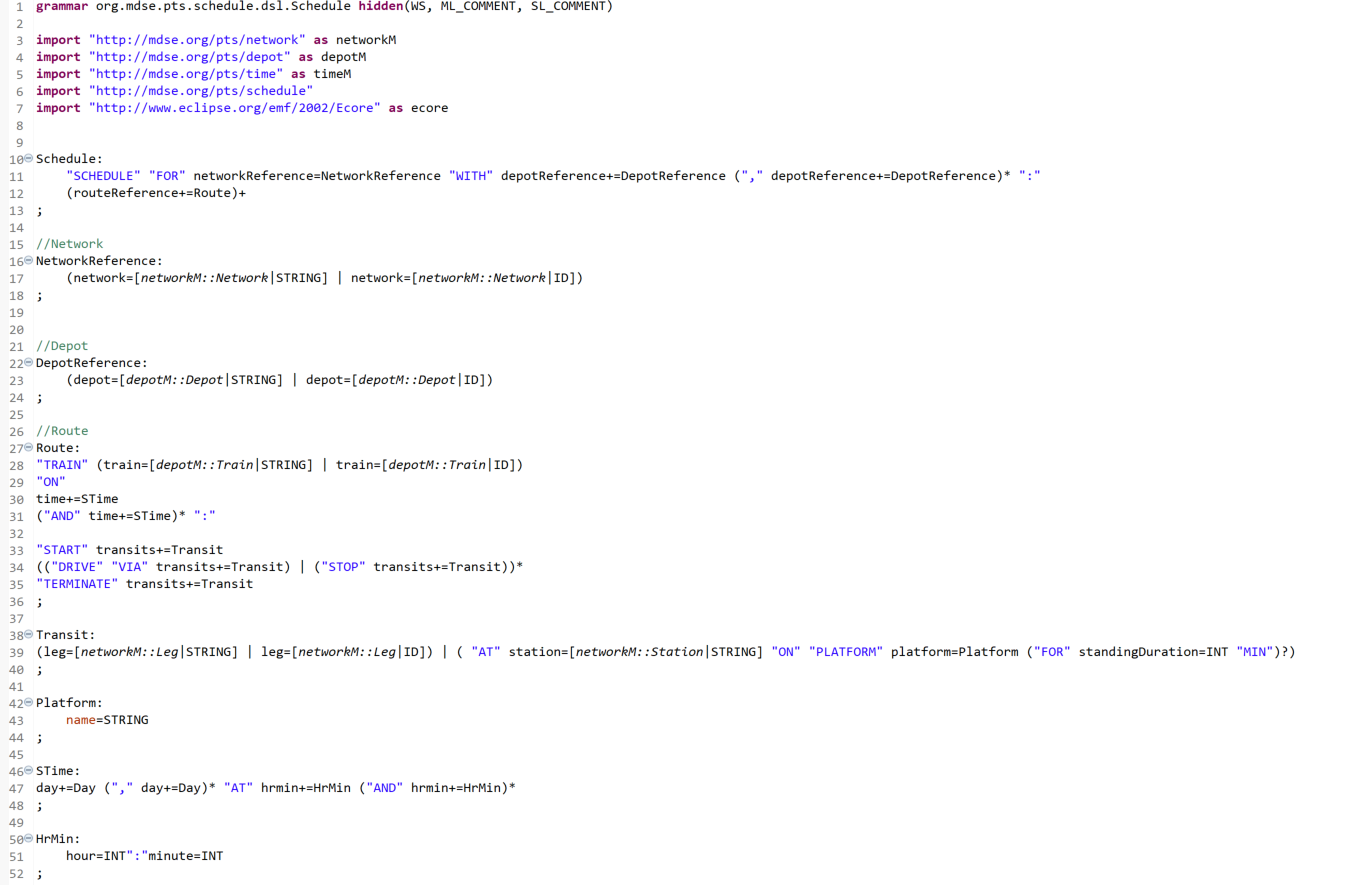 1 grammar org.mdse.pts.schedule.dsl.Schedule hidden(WS, ML_COMMENT, SL_COMMENT)
2
3 import "http://mdse.org/pts/network" as networkM
4 import "http://mdse.org/pts/depot" as depotM
5 import "http://mdse.org/pts/time" as timeM
6 import "http://mdse.org/pts/schedule"
7 import "http://www.eclipse.org/emf/2002/Ecore" as ecore
8
9
10 Schedule:
11     "SCHEDULE" "FOR" networkReference=NetworkReference "WITH" depotReference+=DepotReference ("," depotReference+=DepotReference)* ":"
12     (routeReference+=Route)+
13 ;
14
15 //Network
16 NetworkReference:
17     (network=[networkM::Network|STRING] | network=[networkM::Network|ID])
18 ;
19
20
21 //Depot
22 DepotReference:
23     (depot=[depotM::Depot|STRING] | depot=[depotM::Depot|ID])
24 ;
25
26 //Route
27 Route:
28 "TRAIN" (train=[depotM::Train|STRING] | train=[depotM::Train|ID])
29 "ON"
30 time+=STime
31 ("AND" time+=STime)* ":"
32
33 "START" transits+=Transit
34 (("DRIVE" "VIA" transits+=Transit) | ("STOP" transits+=Transit))*
35 "TERMINATE" transits+=Transit
36 ;
37
38 Transit:
39 (leg=[networkM::Leg|STRING] | leg=[networkM::Leg|ID]) | ( "AT" station=[networkM::Station|STRING] "ON" "PLATFORM" platform=Platform ("FOR" standingDuration=INT "MIN")?)
40 ;
41
42 Platform:
43     name=STRING
44 ;
45
46 STime:
47 day+=Day ("," day+=Day)* "AT" hrmin+=HrMin ("AND" hrmin+=HrMin)*
48 ;
49
50 HrMin:
51     hour=INT":"minute=INT
52 ;